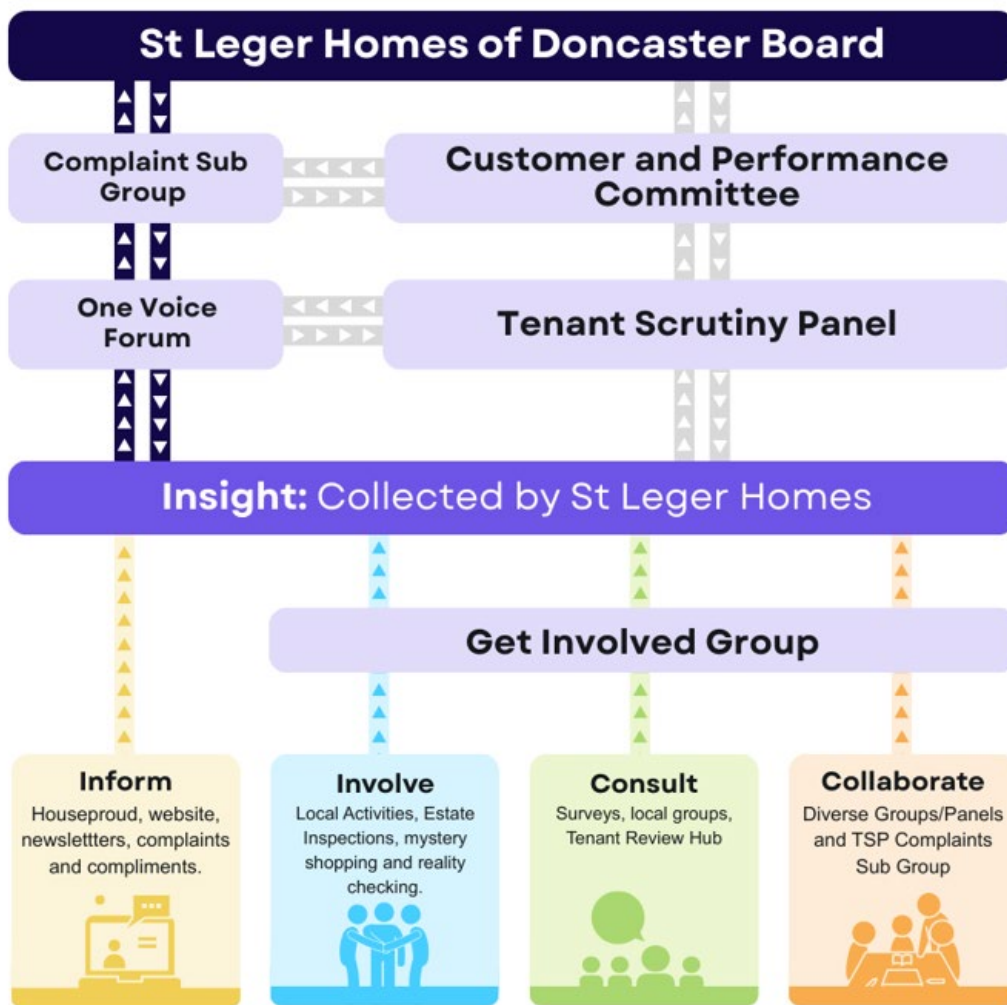 St Leger Homes of Doncaster Board
Complaint Sub
Group
Customer and Performance
Committee
One Voice
Forum
Tenant Scrutiny Panel
Insight: Collected by St Leger Homes
Get Involved Group
Inform
Houseproud, website,
newslettters, complaints
and compliments.
Involve
Local Activities, Estate
Inspections, mystery
shopping and reality
checking.
Consult
Surveys, local groups,
Tenant Review Hub
Collaborate
Diverse Groups/Panels
and TSP Complaints
Sub Group